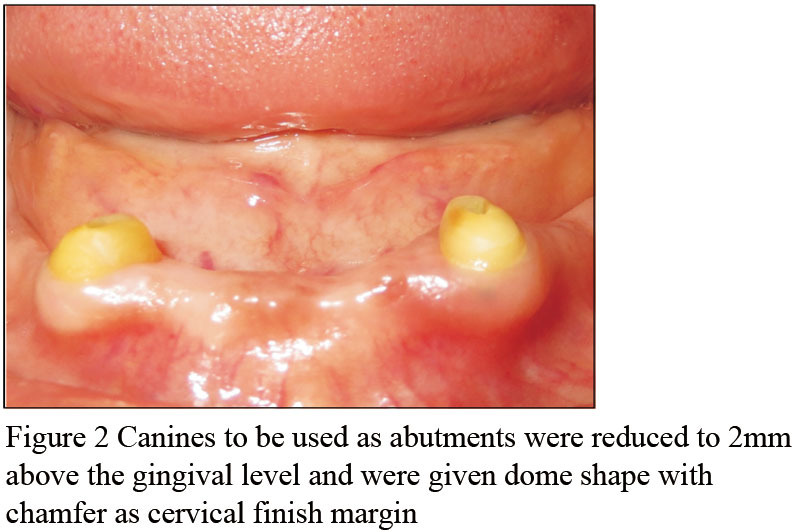 Figure 2 Canines to be used as abutments were reduced to 2mm
above the gingival level and were given dome shape with
chamfer as cervical finish margin